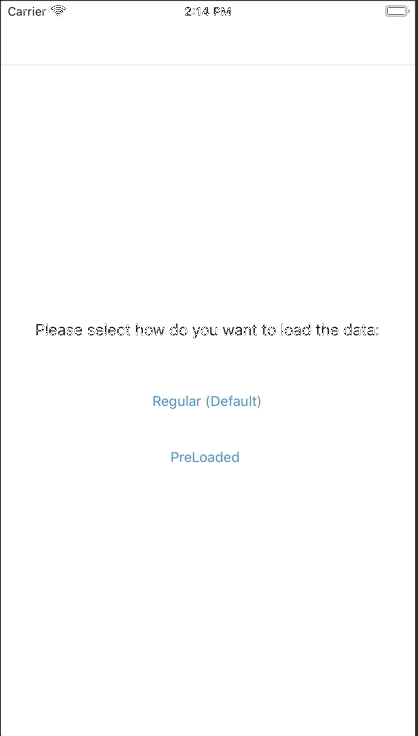 Carrier
2:14 PM
Please select how do you want to load the data:
Regular (Default)
PreLoaded